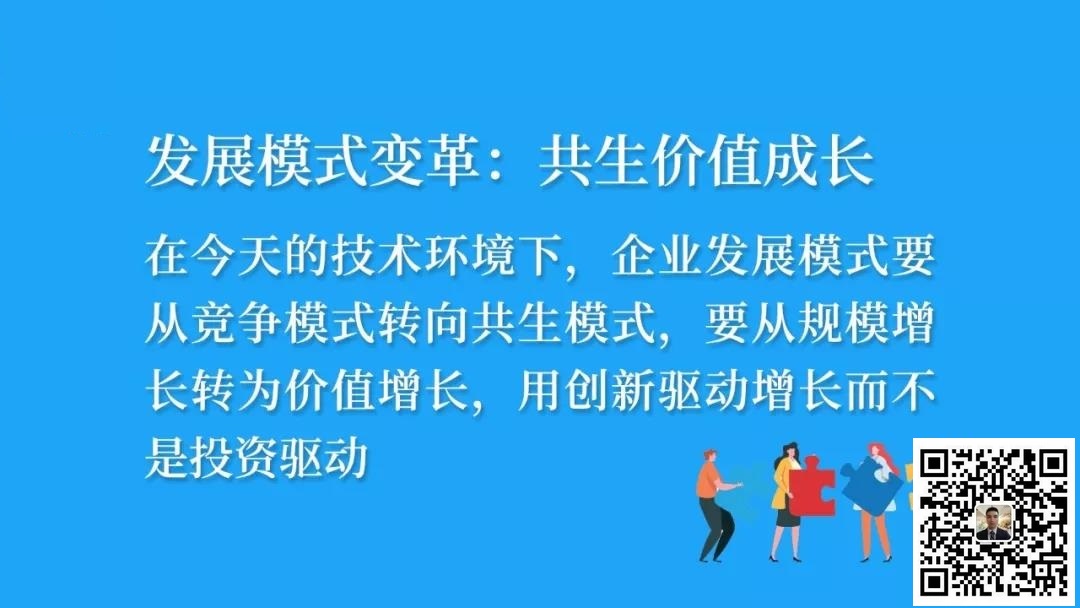 发展模式变革：共生价值成长
在今天的技术环境下，企业发展模式要
从竞争模式转向共生模式，要从规模增
长转为价值增长，用创新驱动增长而不
是投资驱动